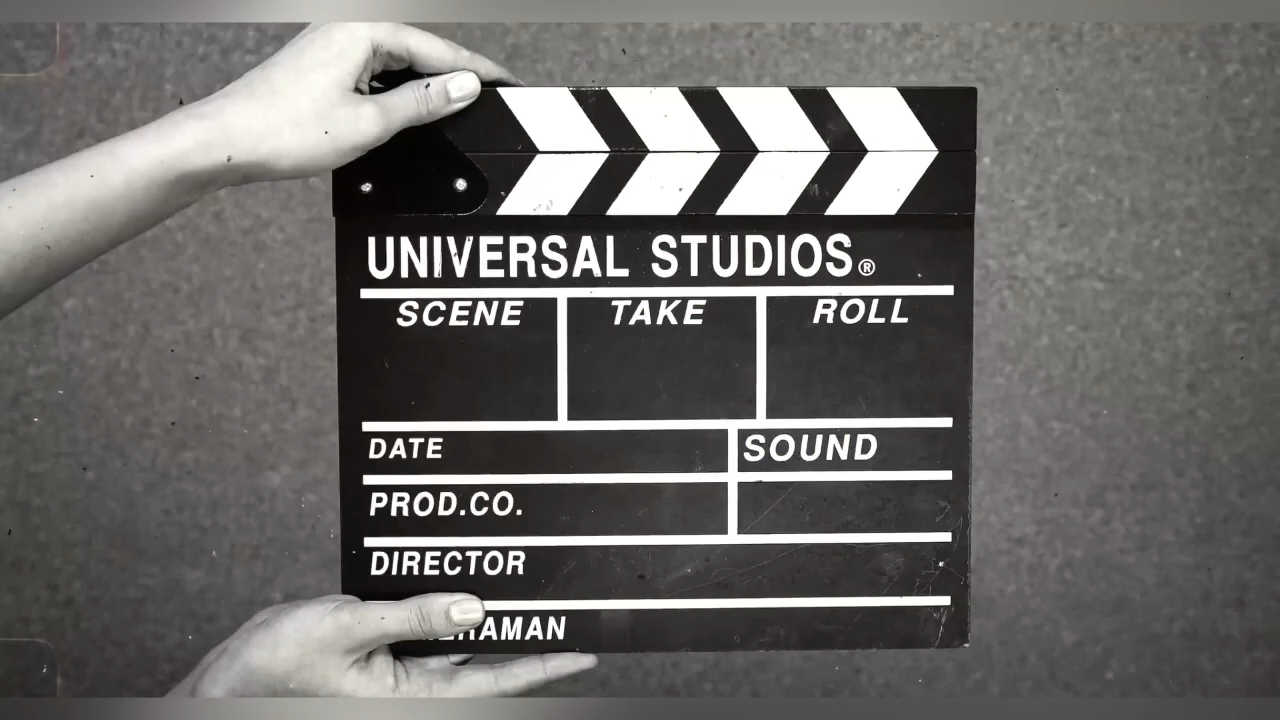 UNIVERSAL STUDIOS®
SCENE TAKE ROLL
DATE SOUND
PROD.CO.
DIRECTOR